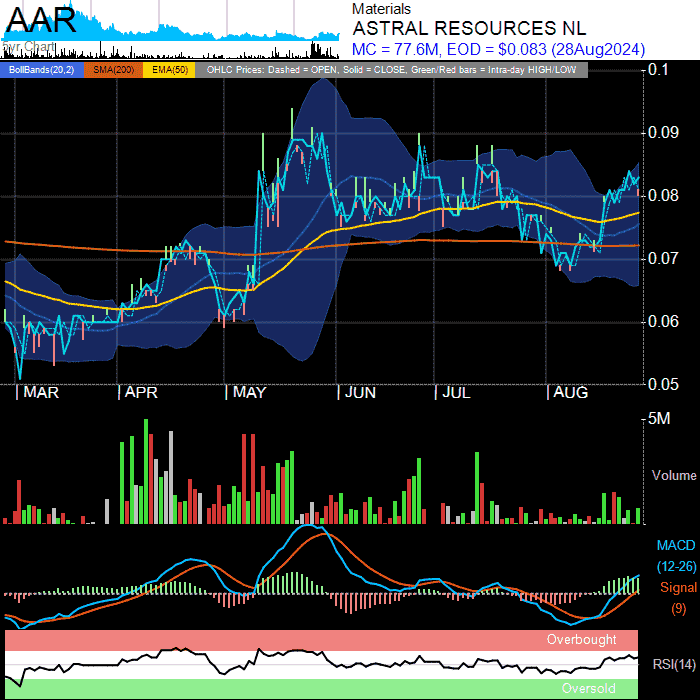 AAR
Materials
ASTRAL RESOURCES NL
MC = 77.6M, EOD = $0.083 (28Aug2024)
BollBands(20,2) SMA(200) EMA(50) OHLC Prices: Dashed = OPEN, Solid = CLOSE, Green/Red bars = Intra-day HIGH/LOW
0.1
0.09
0.08
0.07
0.06
0.05
MAR APR MAY JUN JUL AUG
5M
Volume
MACD
(12-26)
Signal
(9)
Overbought
RSI(14)
Oversold